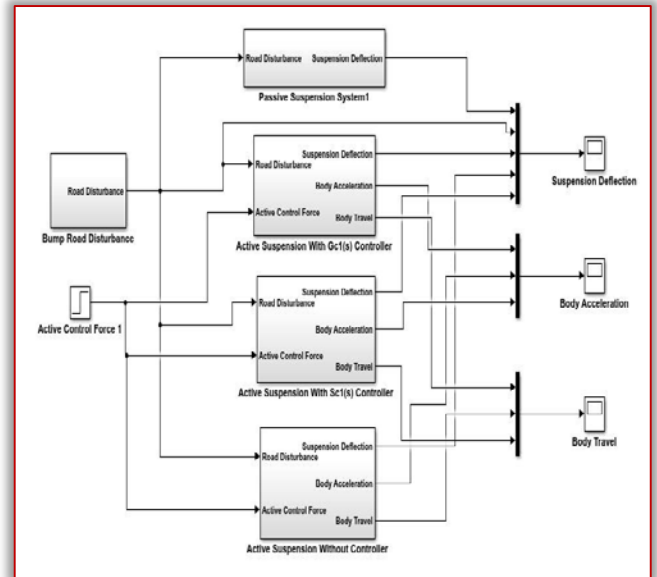 Road Disturbance Suspension Deflection
Passive Suspension System1
Road Disturbance
Bump Road Disturbance
Suspension Deflection
Road Disturbance
Body Acceleration
Active Control Force
Body Travel
Active Suspension With Gc1(s) Controller
Suspension Deflection
Body Acceleration
Active Control Force 1
Suspension Deflection
Road Disturbance
Body Acceleration
Active Control Force
Body Travel
Active Suspension With Sc1(s) Controller
Body Travel
Suspension Deflection
Road Disturbance
Body Acceleration
Active Control Force
Body Travel
Active Suspension Without Controller